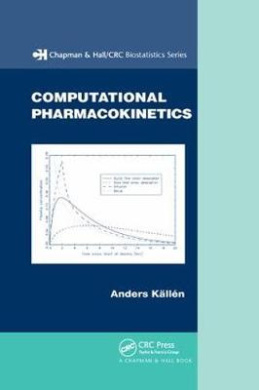 Chapman & Hall/CRC Biostatistics Series
COMPUTATIONAL
PHARMACOKINETICS
Anders Källén
CRC Press
Taylor & Francis Group
A CHAPMAN & HALL BOOK